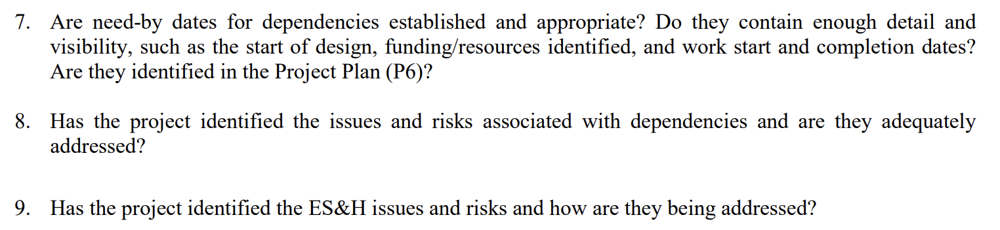 7. Are need-by dates for dependencies established and appropriate? Do they contain enough detail and
visibility, such as the start of design, funding/resources identified, and work start and completion dates?
Are they identified in the Project Plan (P6)?
8. Has the project identified the issues and risks associated with dependencies and are they adequately
addressed?
9. Has the project identified the ES&H issues and risks and how are they being addressed?